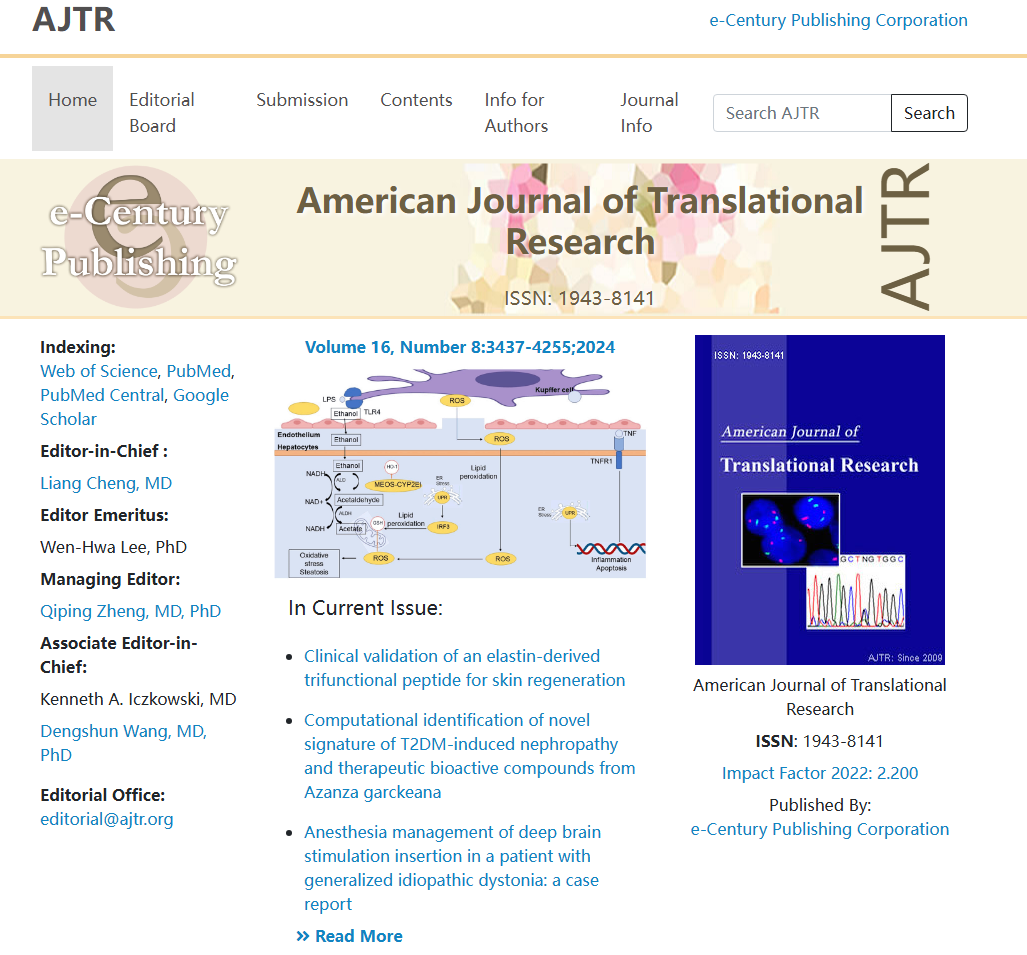 AJTR
e-Century Publishing Corporation
Home
Editorial
Board
Submission
Contents
Info for
Authors
Journal
Info
Search AJTR
Search
e-Century
Publishing
American Journal of Translational
Research
ISSN: 1943-8141
AJTR
Indexing:
Web of Science, PubMed,
PubMed Central, Google
Scholar
Editor-in-Chief :
Liang Cheng, MD
Editor Emeritus:
Wen-Hwa Lee, PhD
Managing Editor:
Qiping Zheng, MD, PhD
Associate Editor-in-
Chief:
Kenneth A. Iczkowski, MD
Dengshun Wang, MD,
PhD
Editorial Office:
editorial@ajtr.org
Volume 16, Number 8:3437-4255;2024
Kupffer cell
LPS
ROS
Ethanol
TLR4
Endothelium
Hepatocytes
Ethanol
ROS
TNF
TNFR1
Ethanol
HO-1
Lipid
peroxidation
NADH
ALC
MEOS-CYP2EI
ER
Stress
UPR
NAD+
Acetaldehyde
ALDH
GSH
Lipid
peroxidation
IRF3
ER
Stress
UPR
NADH
Acetate
Oxidative
stress
Steatosis
ROS
ROS
Inflammation
Apoptosis
In Current Issue:
• Clinical validation of an elastin-derived
trifunctional peptide for skin regeneration
• Computational identification of novel
signature of T2DM-induced nephropathy
and therapeutic bioactive compounds from
Azanza garckeana
• Anesthesia management of deep brain
stimulation insertion in a patient with
generalized idiopathic dystonia: a case
report
» Read More
ISSN: 1943-8141
American Journal of
Translational Research
GCTNGTGGC
AJTR: Since 2009
American Journal of Translational
Research
ISSN: 1943-8141
Impact Factor 2022: 2.200
Published By:
e-Century Publishing Corporation